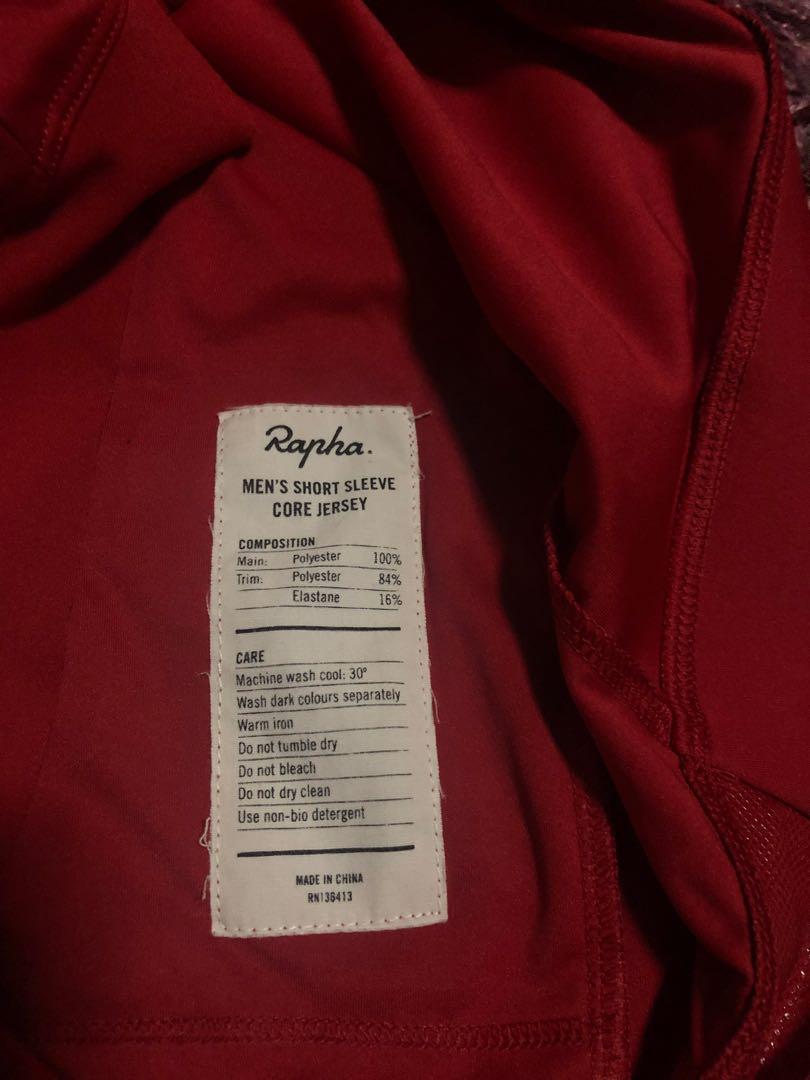 Rapha.
MEN'S SHORT SLEEVE
CORE JERSEY
COMPOSITION
Main: Polyester 100%
Trim: Polyester 84%
Elastane 16%
CARE
Machine wash cool: 30°
Wash dark colours separately
Warm iron
Do not tumble dry
Do not bleach
Do not dry clean
Use non-bio detergent
MADE IN CHINA
RN136413